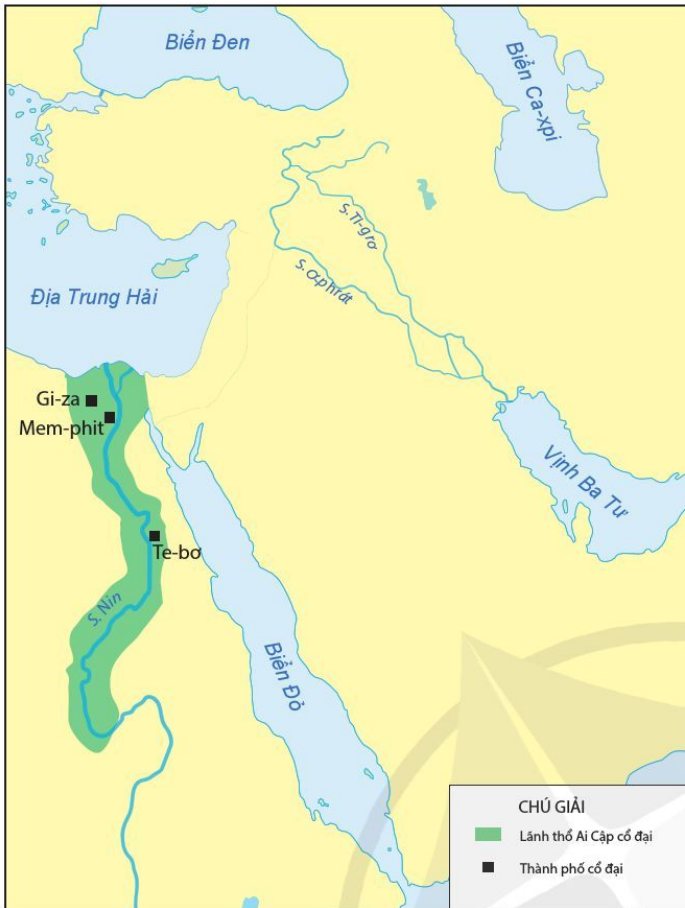 Biển Đen
Biển Ca-xpi
S. Ti-grơ
S. Ơ-phrát
Địa Trung Hải
Gi-za
Mem-phit
Vịnh Ba Tư
Te-bơ
S. Nin
Biển Đỏ
CHÚ GIẢI
Lánh thổ Ai Cập cổ đại
Thành phố cổ đại